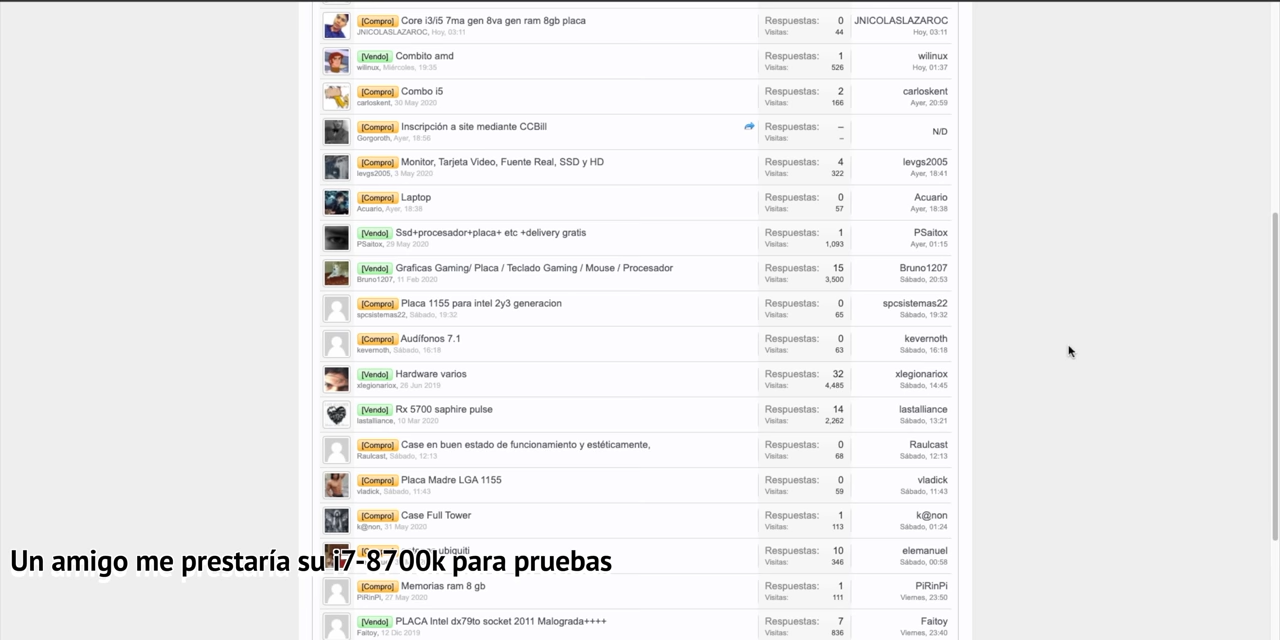 [Compro] Core i3/i5 7ma gen 8va gen ram 8gb placa Respuestas: 0 JNICOLASLAZAROC
JNICOLASLAZAROC, Hoy, 03:11 Visitas: 44 Hoy, 03:11
[Vendo] Combito amd Respuestas: 1 wilinux
wilinux, Miércoles, 19:35 Visitas: 526 Hoy, 01:37
[Compro] Combo i5 Respuestas: 2 carloskent
carloskent, 30 May 2020 Visitas: 166 Ayer, 20:59
[Compro] Inscripción a site mediante CCBill Respuestas: – N/D
Gorgoroth, Ayer, 18:56 Visitas: –
[Compro] Monitor, Tarjeta Video, Fuente Real, SSD y HD Respuestas: 4 levgs2005
levgs2005, 3 May 2020 Visitas: 322 Ayer, 18:41
[Compro] Laptop Respuestas: 0 Acuario
Acuario, Ayer, 18:38 Visitas: 57 Ayer, 18:38
[Vendo] Ssd+procesador+placa+ etc +delivery gratis Respuestas: 1 PSaitox
PSaitox, 29 May 2020 Visitas: 1,093 Ayer, 01:15
[Vendo] Graficas Gaming/ Placa / Teclado Gaming / Mouse / Procesador Respuestas: 15 Bruno1207
Bruno1207, 11 Feb 2020 Visitas: 3,500 Sábado, 20:53
[Compro] Placa 1155 para intel 2y3 generacion Respuestas: 0 spcsistemas22
spcsistemas22, Sábado, 19:32 Visitas: 65 Sábado, 19:32
[Compro] Audífonos 7.1 Respuestas: 0 kevernoth
kevernoth, Sábado, 16:18 Visitas: 63 Sábado, 16:18
[Vendo] Hardware varios Respuestas: 32 xlegionariox
xlegionariox, 28 Jun 2019 Visitas: 4,485 Sábado, 14:45
[Vendo] Rx 5700 saphire pulse Respuestas: 14 lastalliance
lastalliance, 10 Mar 2020 Visitas: 2,262 Sábado, 13:21
[Compro] Case en buen estado de funcionamiento y estéticamente, Respuestas: 0 Raulcast
Raulcast, Sábado, 12:13 Visitas: 68 Sábado, 12:13
[Compro] Placa Madre LGA 1155 Respuestas: 0 vladick
vladick, Sábado, 11:43 Visitas: 59 Sábado, 11:43
[Compro] Case Full Tower Respuestas: 1 k@non
k@non, 31 May 2020 Visitas: 113 Sábado, 01:24
ubiquiti Respuestas: 10 elemanuel
Visitas: 346 Sábado, 00:58
Un amigo me prestaría su i7-8700k para pruebas
[Compro] Memorias ram 8 gb Respuestas: 1 PiRinPi
PiRinPi, 27 May 2020 Visitas: 111 Viernes, 23:50
[Vendo] PLACA Intel dx79to socket 2011 Malograda++++ Respuestas: 7 Faitoy
Faitoy, 12 Dic 2019 Visitas: 836 Viernes, 23:40